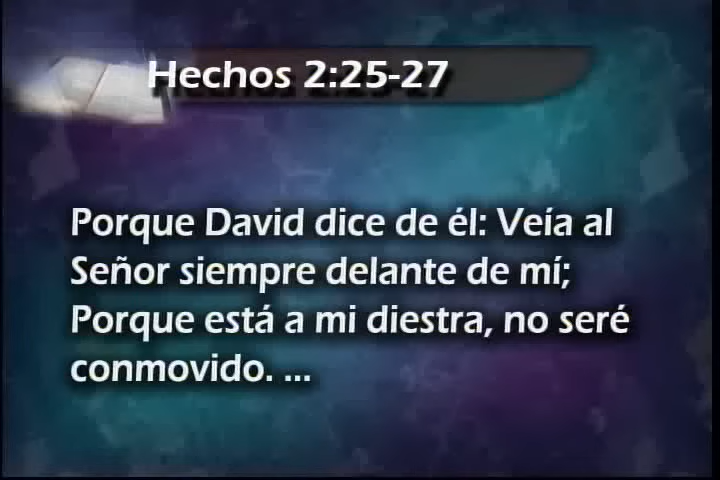 Hechos 2:25-27
Porque David dice de él: Veía al
Señor siempre delante de mí;
Porque está a mi diestra, no seré
conmovido. ...